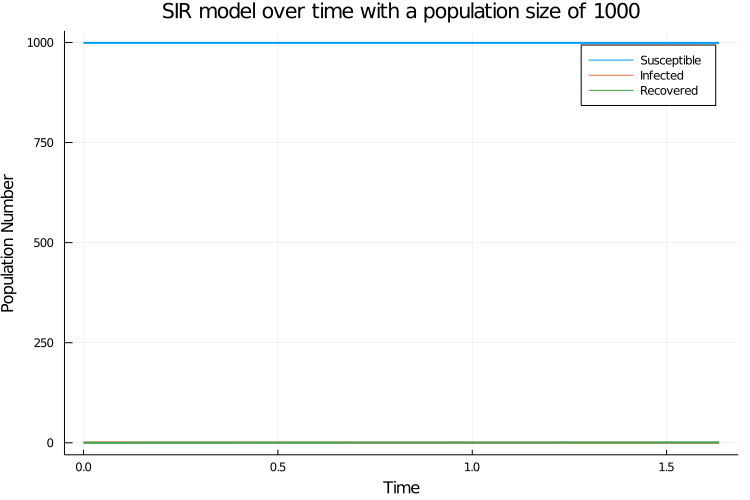 SIR model over time with a population size of 1000
1000
750
500
250
0
Population Number
Susceptible
Infected
Recovered
0.0
0.5
1.0
1.5
Time